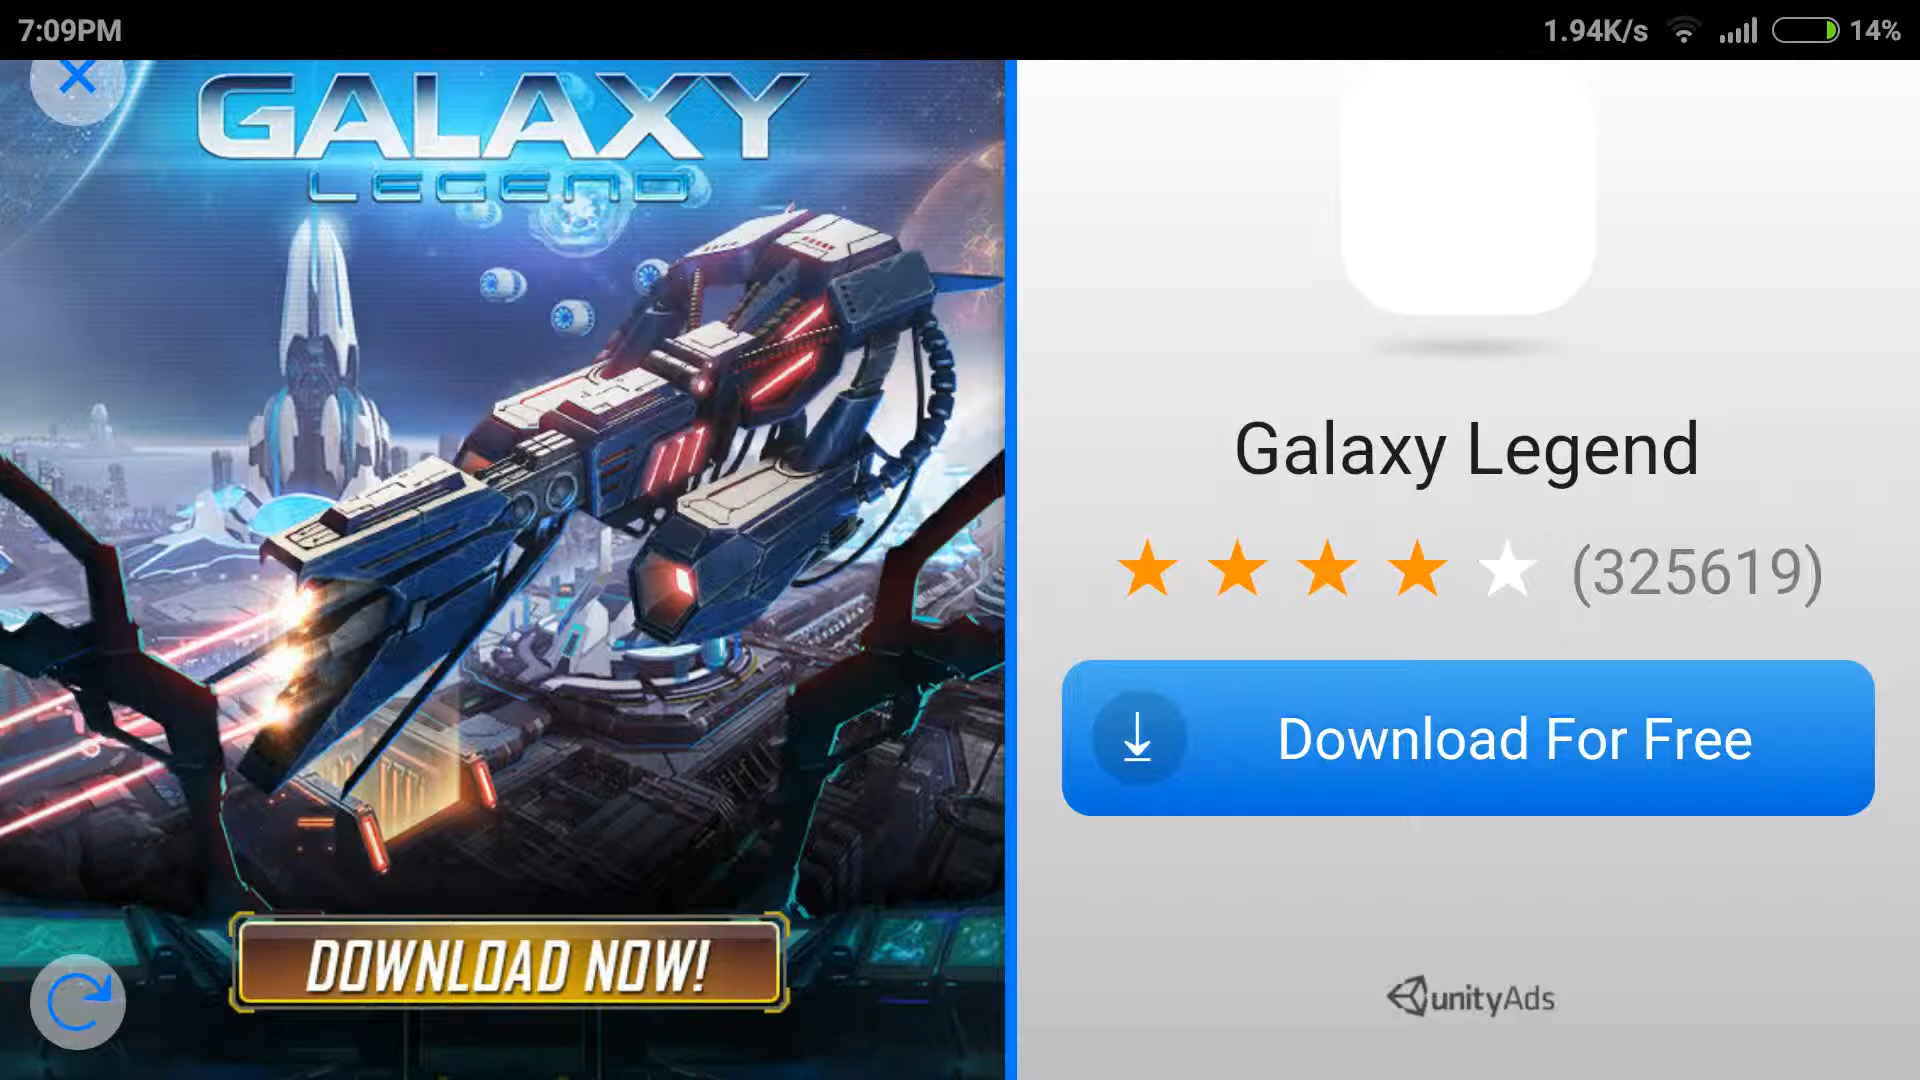 7:09PM
1.94K/s
14%
GALAXY
LEGEND
Galaxy Legend
(325619)
Download For Free
DOWNLOAD NOW!
unityAds